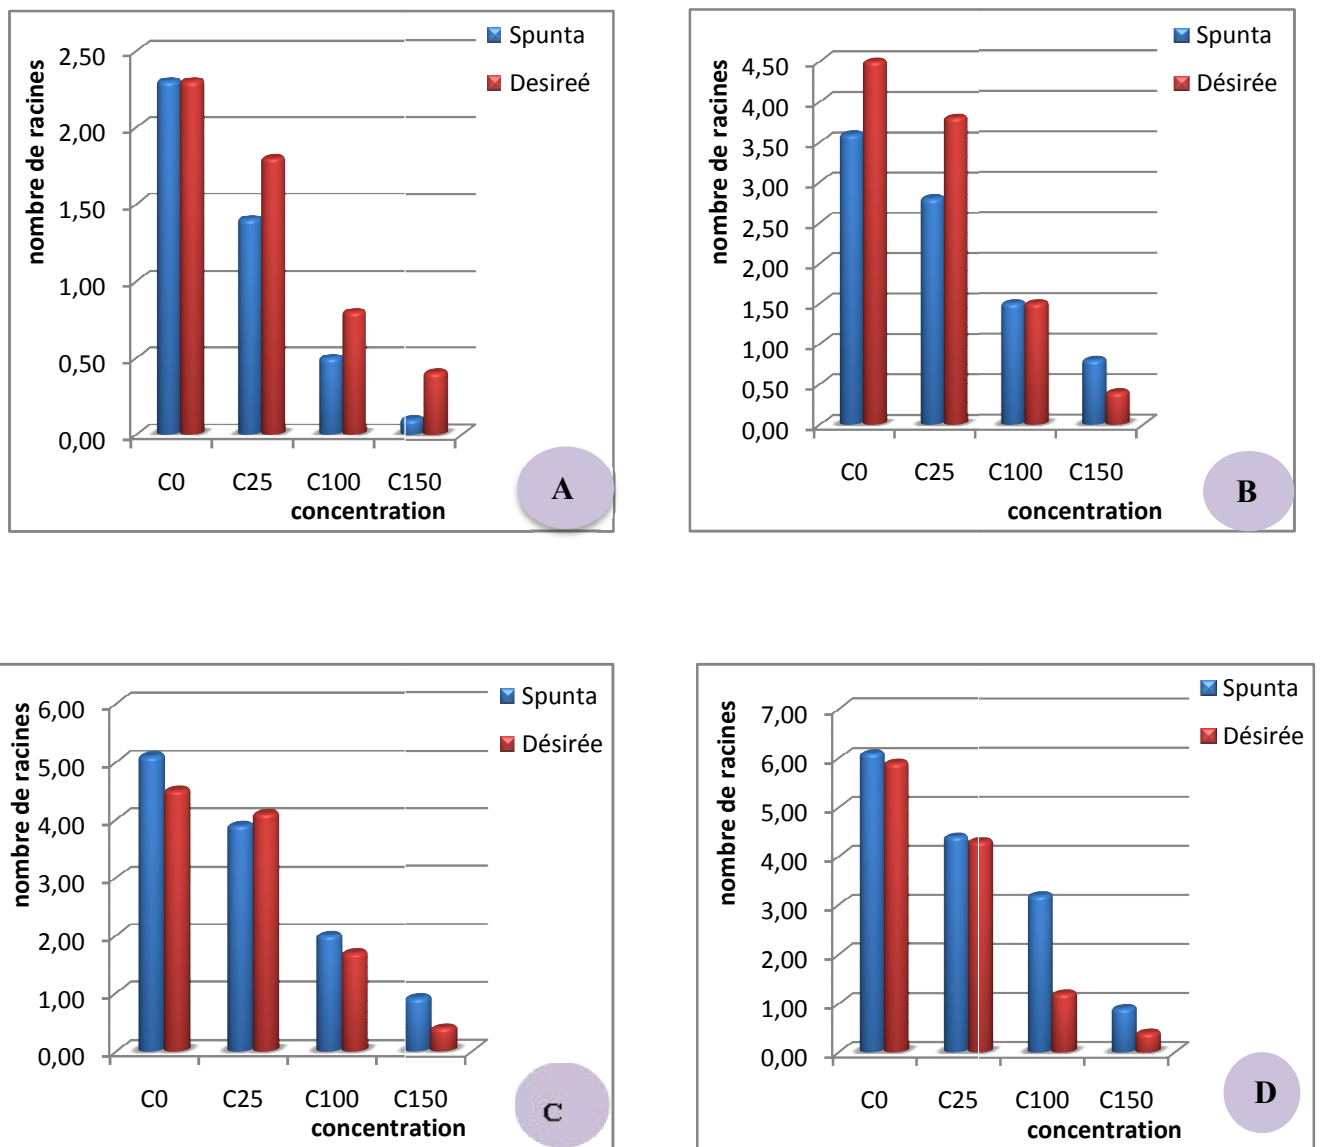 Spunta
Desireé
nombre de racines
2,50
2,00
1,50
1,00
0,50
0,00
C0 C25 C100 C150
concentration
A
Spunta
Désirée
nombre de racines
4,50
4,00
3,50
3,00
2,50
2,00
1,50
1,00
0,50
0,00
C0 C25 C100 C150
concentration
B
Spunta
Désirée
nombre de racines
6,00
5,00
4,00
3,00
2,00
1,00
0,00
C0 C25 C100 C150
concentration
C
Spunta
Désirée
nombre de racines
7,00
6,00
5,00
4,00
3,00
2,00
1,00
0,00
C0 C25 C100 C150
concentration
D